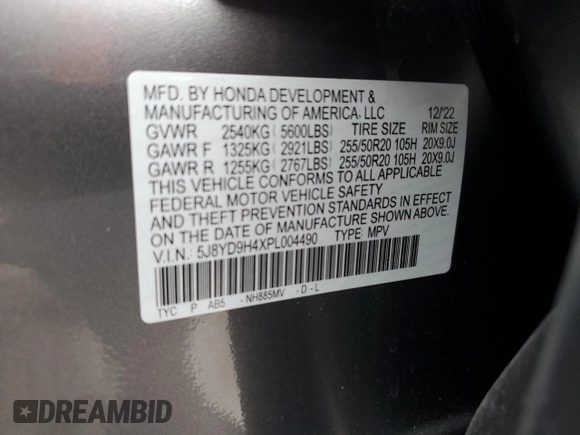 MFD. BY HONDA DEVELOPMENT &
MANUFACTURING OF AMERICA, LLC 12/'22
GVWR 2540KG (5600LBS) TIRE SIZE RIM SIZE
GAWR F 1325KG (2921LBS) 255/50R20 105H 20X9.0J
GAWR R 1255KG (2767LBS) 255/50R20 105H 20X9.0J
THIS VEHICLE CONFORMS TO ALL APPLICABLE
FEDERAL MOTOR VEHICLE SAFETY, BUMPER,
AND THEFT PREVENTION STANDARDS IN EFFECT
ON THE DATE OF MANUFACTURE SHOWN ABOVE.
V.I.N: 5J8YD9H4XPL004490 TYPE: MPV
TYC P AB5 -NH885MV -D-L
DREAMBID